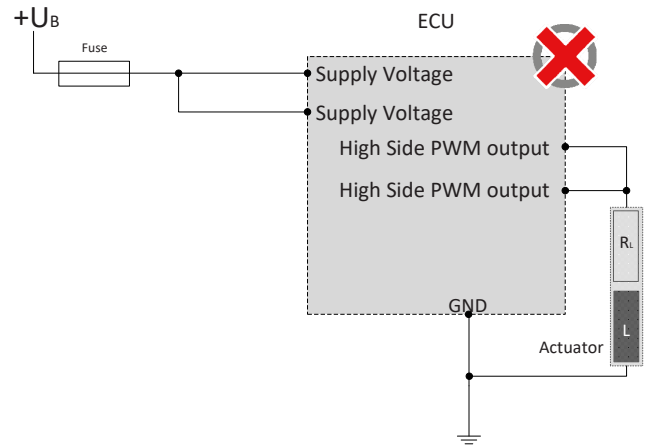 +UB
ECU
Fuse
Supply Voltage
Supply Voltage
High Side PWM output
High Side PWM output
RL
GND
L
Actuator